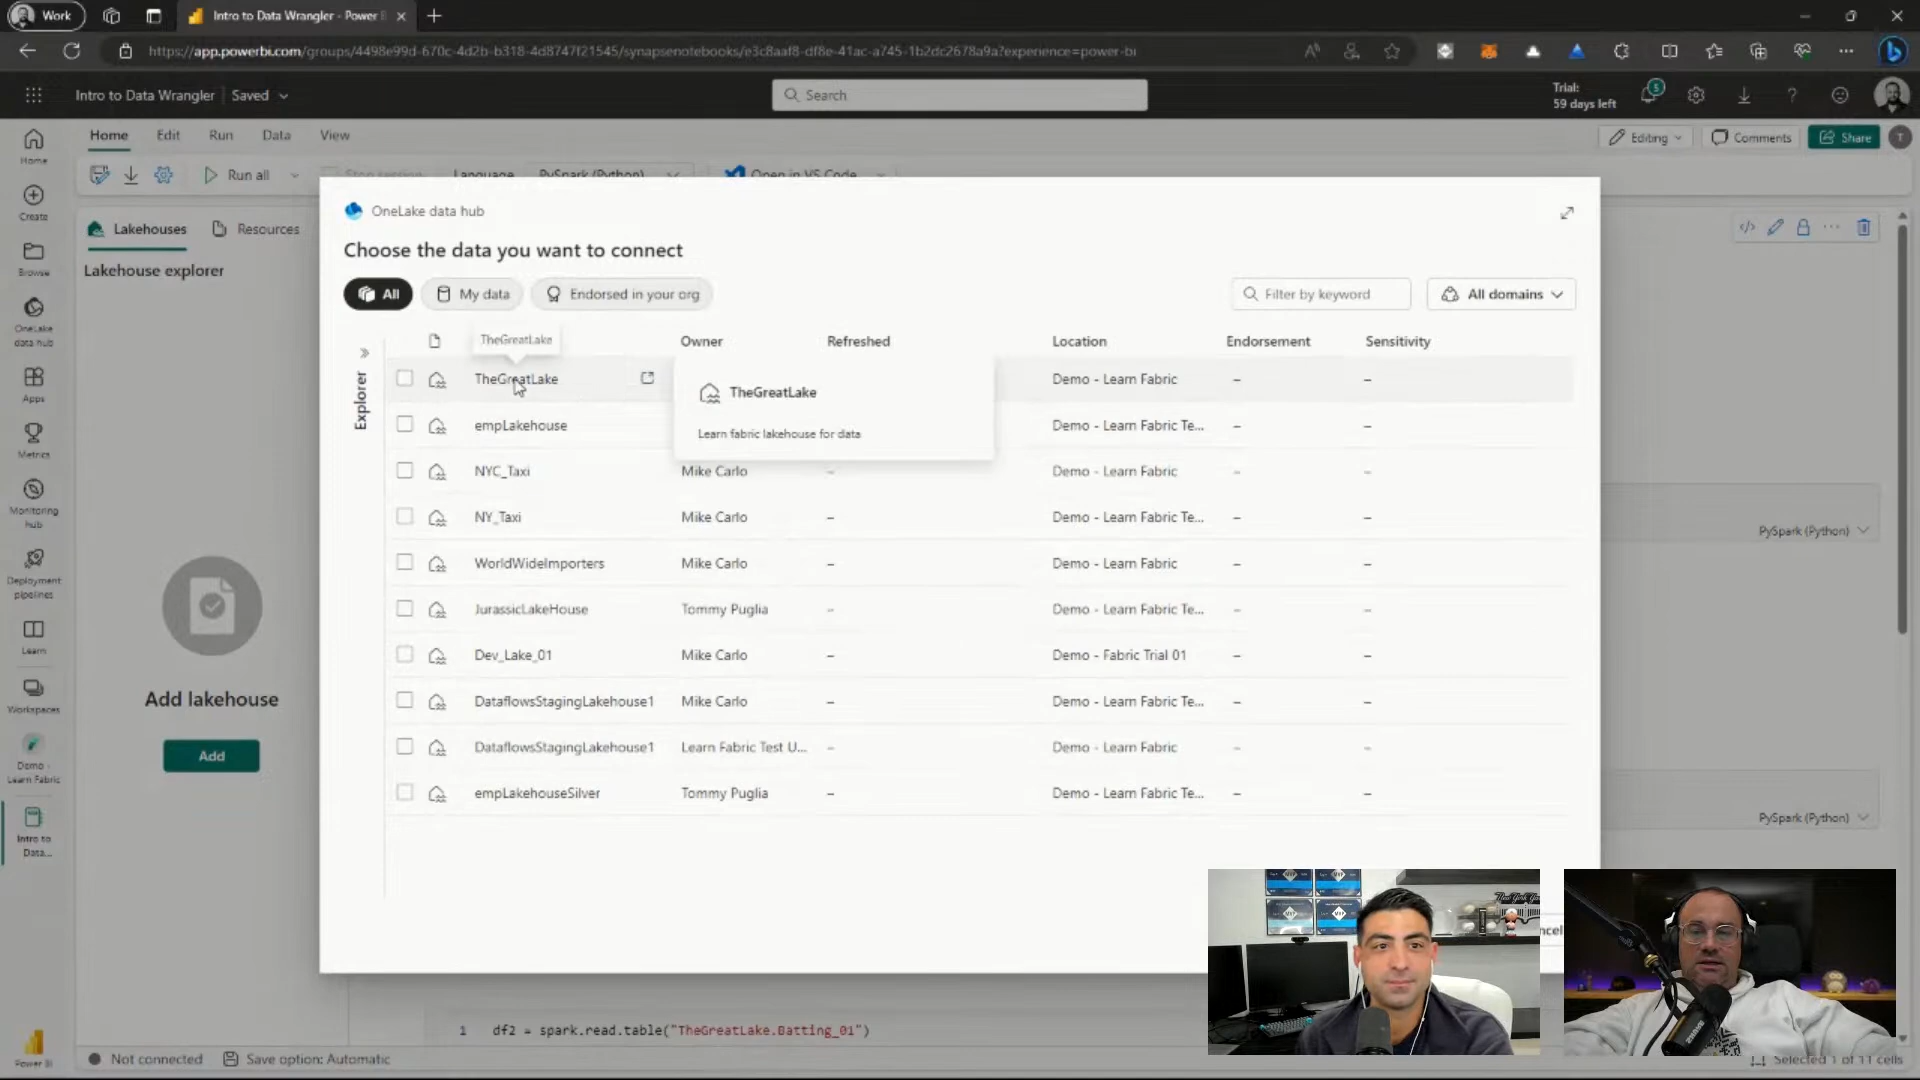 Work
Intro to Data Wrangler - Power B
https://app.powerbi.com/groups/4498e99d-670c-4d2b-b318-4d8747f21545/synapsenotebooks/e3c8aaf8-df8e-41ac-a745-1b2dc2678a9a?experience=power-bi
Intro to Data Wrangler | Saved
Search
Trial:
59 days left
5
Home Edit Run Data View
Editing
Comments
Share
T
Run all
Stop session
Language
PySpark (Python)
Open in VS Code
Home
Create
Browse
OneLake
data hub
Apps
Metrics
Monitoring
hub
Deployment
pipelines
Learn
Workspaces
Demo -
Learn Fabric
Intro to
Data...
Power BI
Lakehouses
Resources
Lakehouse explorer
Add lakehouse
Add
OneLake data hub
Choose the data you want to connect
All
My data
Endorsed in your org
Filter by keyword
All domains
Explorer
TheGreatLake
Owner Refreshed Location Endorsement Sensitivity
TheGreatLake Demo - Learn Fabric – –
TheGreatLake
Learn fabric lakehouse for data
empLakehouse Demo - Learn Fabric Te... – –
NYC_Taxi Mike Carlo – Demo - Learn Fabric – –
NY_Taxi Mike Carlo – Demo - Learn Fabric Te... – –
WorldWideImporters Mike Carlo – Demo - Learn Fabric – –
JurassicLakeHouse Tommy Puglia – Demo - Learn Fabric Te... – –
Dev_Lake_01 Mike Carlo – Demo - Fabric Trial 01 – –
DataflowsStagingLakehouse1 Mike Carlo – Demo - Learn Fabric Te... – –
DataflowsStagingLakehouse1 Learn Fabric Test U... – Demo - Learn Fabric – –
empLakehouseSilver Tommy Puglia – Demo - Learn Fabric Te... – –
PySpark (Python)
PySpark (Python)
ncel
1 df2 = spark.read.table("TheGreatLake.Batting_01")
Not connected
Save option: Automatic
Selected 1 of 11 cells